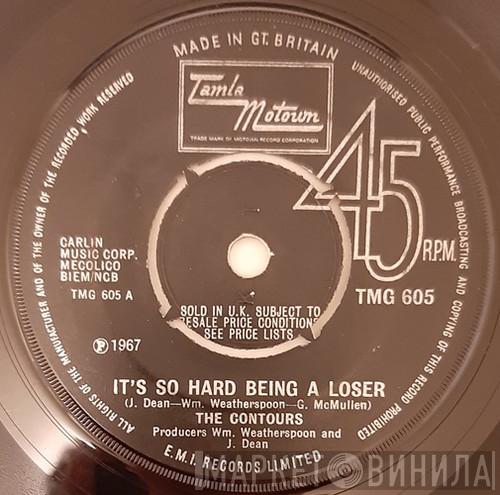 MADE IN GT. BRITAIN
Tamla
Motown
TRADE MARK OF MOTOWN RECORD CORPORATION
UNAUTHORISED PUBLIC PERFORMANCE BROADCASTING AND COPYING OF THIS RECORD PROHIBITED
ALL RIGHTS OF THE MANUFACTURER AND OF THE OWNER OF THE RECORDED WORK RESERVED
45
R.P.M.
CARLIN
MUSIC CORP.
MECOLICO
BIEM/NCB
TMG 605 A
TMG 605
SOLD IN U.K. SUBJECT TO
RESALE PRICE CONDITIONS
SEE PRICE LISTS
℗ 1967
IT'S SO HARD BEING A LOSER
(J. Dean—Wm. Weatherspoon—G. McMullen)
THE CONTOURS
Producers Wm. Weatherspoon and
J. Dean
E.M.I. RECORDS LIMITED
МАРКЕТ ВИНИЛА